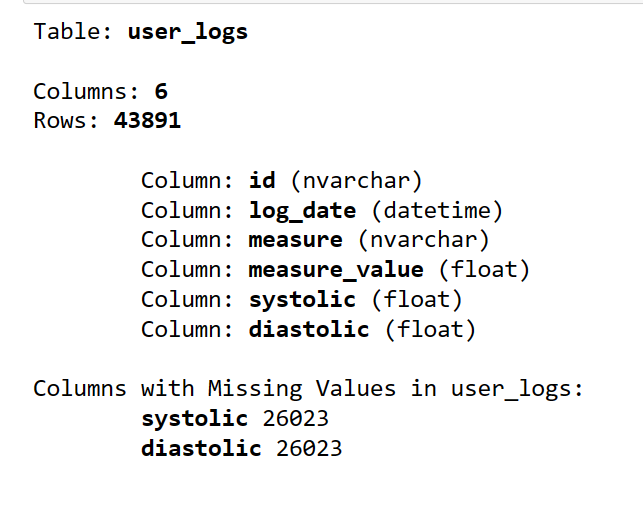 Table: user_logs
Columns: 6
Rows: 43891
Column: id (nvarchar)
Column: log_date (datetime)
Column: measure (nvarchar)
Column: measure_value (float)
Column: systolic (float)
Column: diastolic (float)
Columns with Missing Values in user_logs:
systolic 26023
diastolic 26023